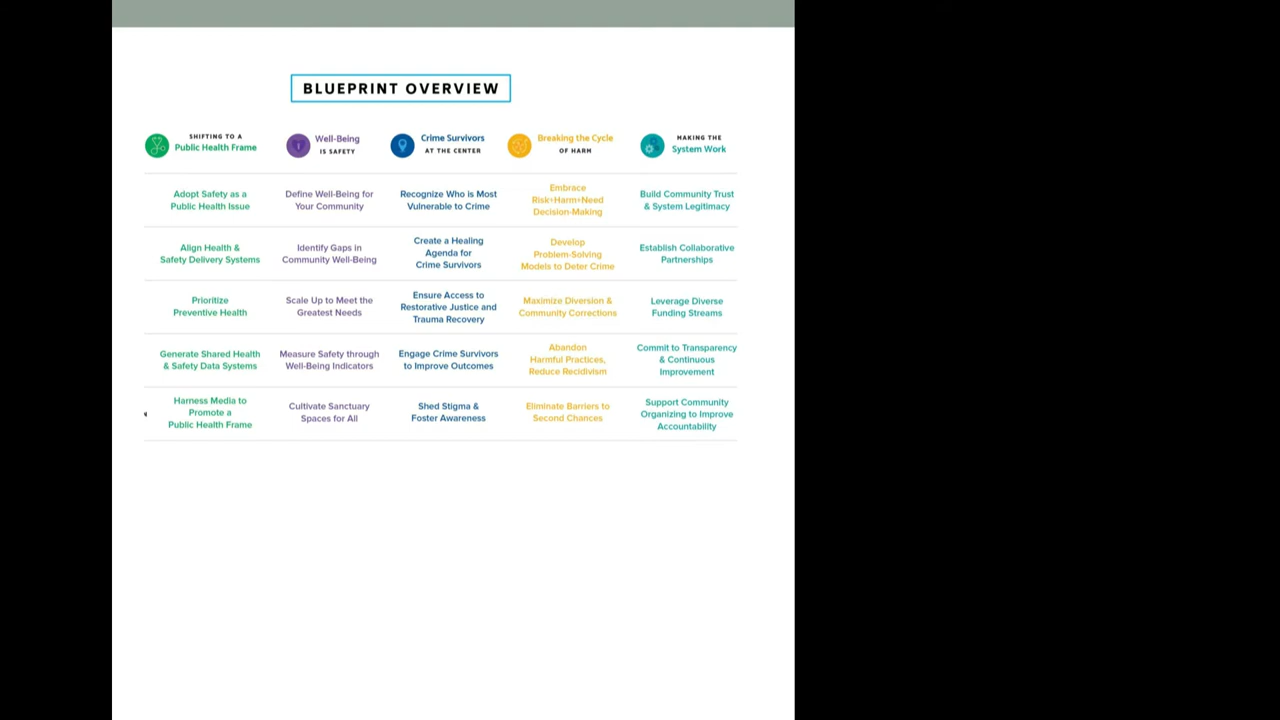 BLUEPRINT OVERVIEW
SHIFTING TO A
Public Health Frame
Well-Being
IS SAFETY
Crime Survivors
AT THE CENTER
Breaking the Cycle
OF HARM
MAKING THE
System Work
Adopt Safety as a
Public Health Issue
Define Well-Being for
Your Community
Recognize Who is Most
Vulnerable to Crime
Embrace
Risk+Harm+Need
Decision-Making
Build Community Trust
& System Legitimacy
Align Health &
Safety Delivery Systems
Identify Gaps in
Community Well-Being
Create a Healing
Agenda for
Crime Survivors
Develop
Problem-Solving
Models to Deter Crime
Establish Collaborative
Partnerships
Prioritize
Preventive Health
Scale Up to Meet the
Greatest Needs
Ensure Access to
Restorative Justice and
Trauma Recovery
Maximize Diversion &
Community Corrections
Leverage Diverse
Funding Streams
Generate Shared Health
& Safety Data Systems
Measure Safety through
Well-Being Indicators
Engage Crime Survivors
to Improve Outcomes
Abandon
Harmful Practices,
Reduce Recidivism
Commit to Transparency
& Continuous
Improvement
Harness Media to
Promote a
Public Health Frame
Cultivate Sanctuary
Spaces for All
Shed Stigma &
Foster Awareness
Eliminate Barriers to
Second Chances
Support Community
Organizing to Improve
Accountability